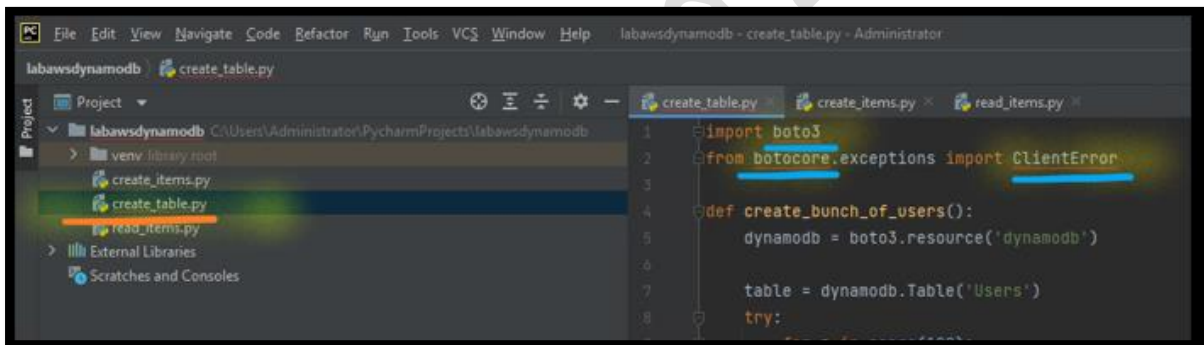 PC File Edit View Navigate Code Refactor Run Tools VCS Window Help labawsdynamodb - create_table.py - Administrator
labawsdynamodb create_table.py
Project
Project
create_table.py create_items.py read_items.py
labawsdynamodb C:\Users\Administrator\PycharmProjects\labawsdynamodb
venv library root
create_items.py
create_table.py
read_items.py
External Libraries
Scratches and Consoles
1 import boto3
2 from botocore.exceptions import ClientError
3
4 def create_bunch_of_users():
5 dynamodb = boto3.resource('dynamodb')
6
7 table = dynamodb.Table('Users')
8 try: